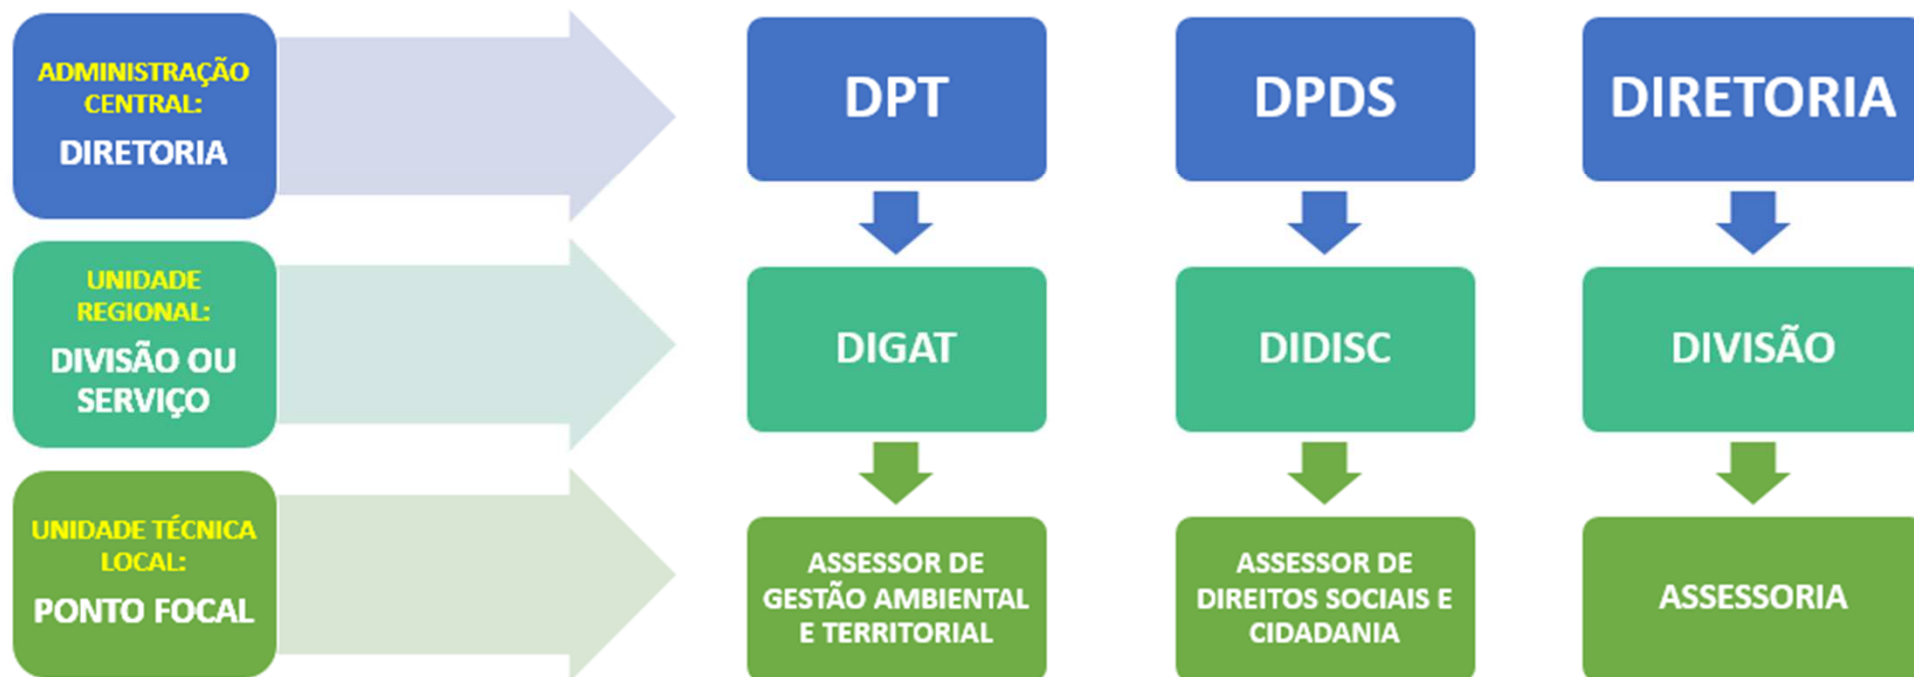 ADMINISTRAÇÃO
CENTRAL:
DIRETORIA
DPT
DPDS
DIRETORIA
UNIDADE
REGIONAL:
DIVISÃO OU
SERVIÇO
DIGAT
DIDISC
DIVISÃO
UNIDADE TÉCNICA
LOCAL:
PONTO FOCAL
ASSESSOR DE
GESTÃO AMBIENTAL
E TERRITORIAL
ASSESSOR DE
DIREITOS SOCIAIS E
CIDADANIA
ASSESSORIA